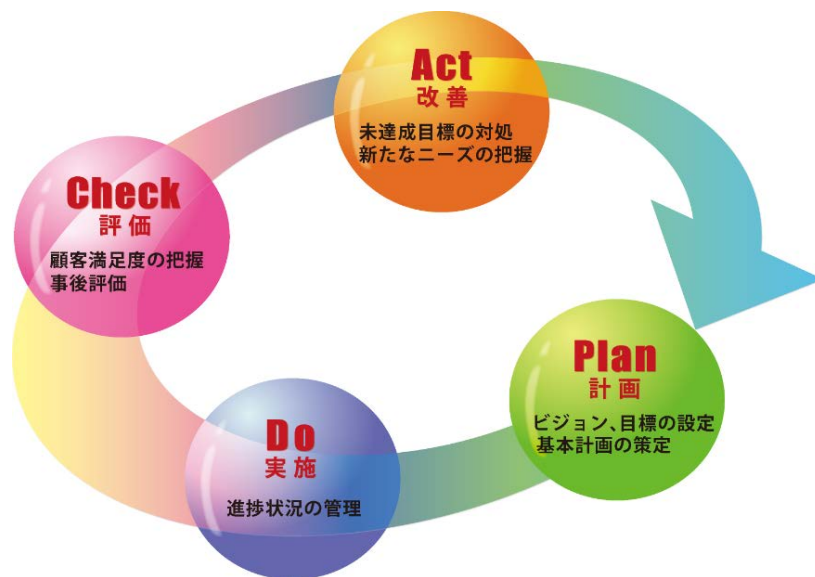 Act
改善
未達成目標の対処
新たなニーズの把握
Check
評価
顧客満足度の把握
事後評価
Plan
計画
ビジョン、目標の設定
基本計画の策定
Do
実施
進捗状況の管理